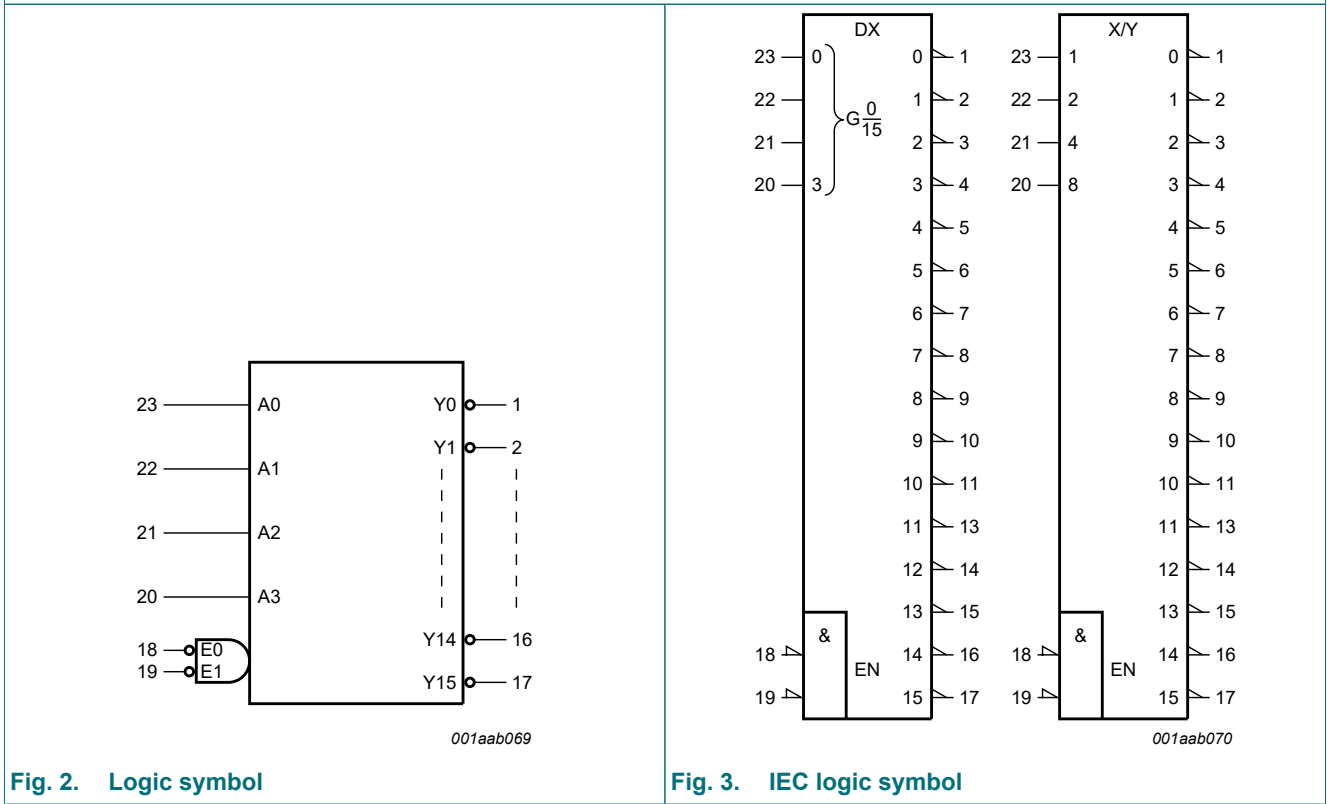 23 A0 Y0 1
Y1 2
22 A1
21 A2
20 A3
18 E0 Y14 16
19 E1
Y15 17
001aab069
Fig. 2. Logic symbol
DX
23 0 0 1
22 1 2
G 0
15
21 2 3
20 3 3 4
4 5
5 6
6 7
7 8
8 9
9 10
10 11
11 13
12 14
13 15
&
18 14 16
EN
19 15 17
X/Y
23 1 0 1
22 2 1 2
21 4 2 3
20 8 3 4
4 5
5 6
6 7
7 8
8 9
9 10
10 11
11 13
12 14
13 15
&
18 14 16
EN
19 15 17
001aab070
Fig. 3. IEC logic symbol